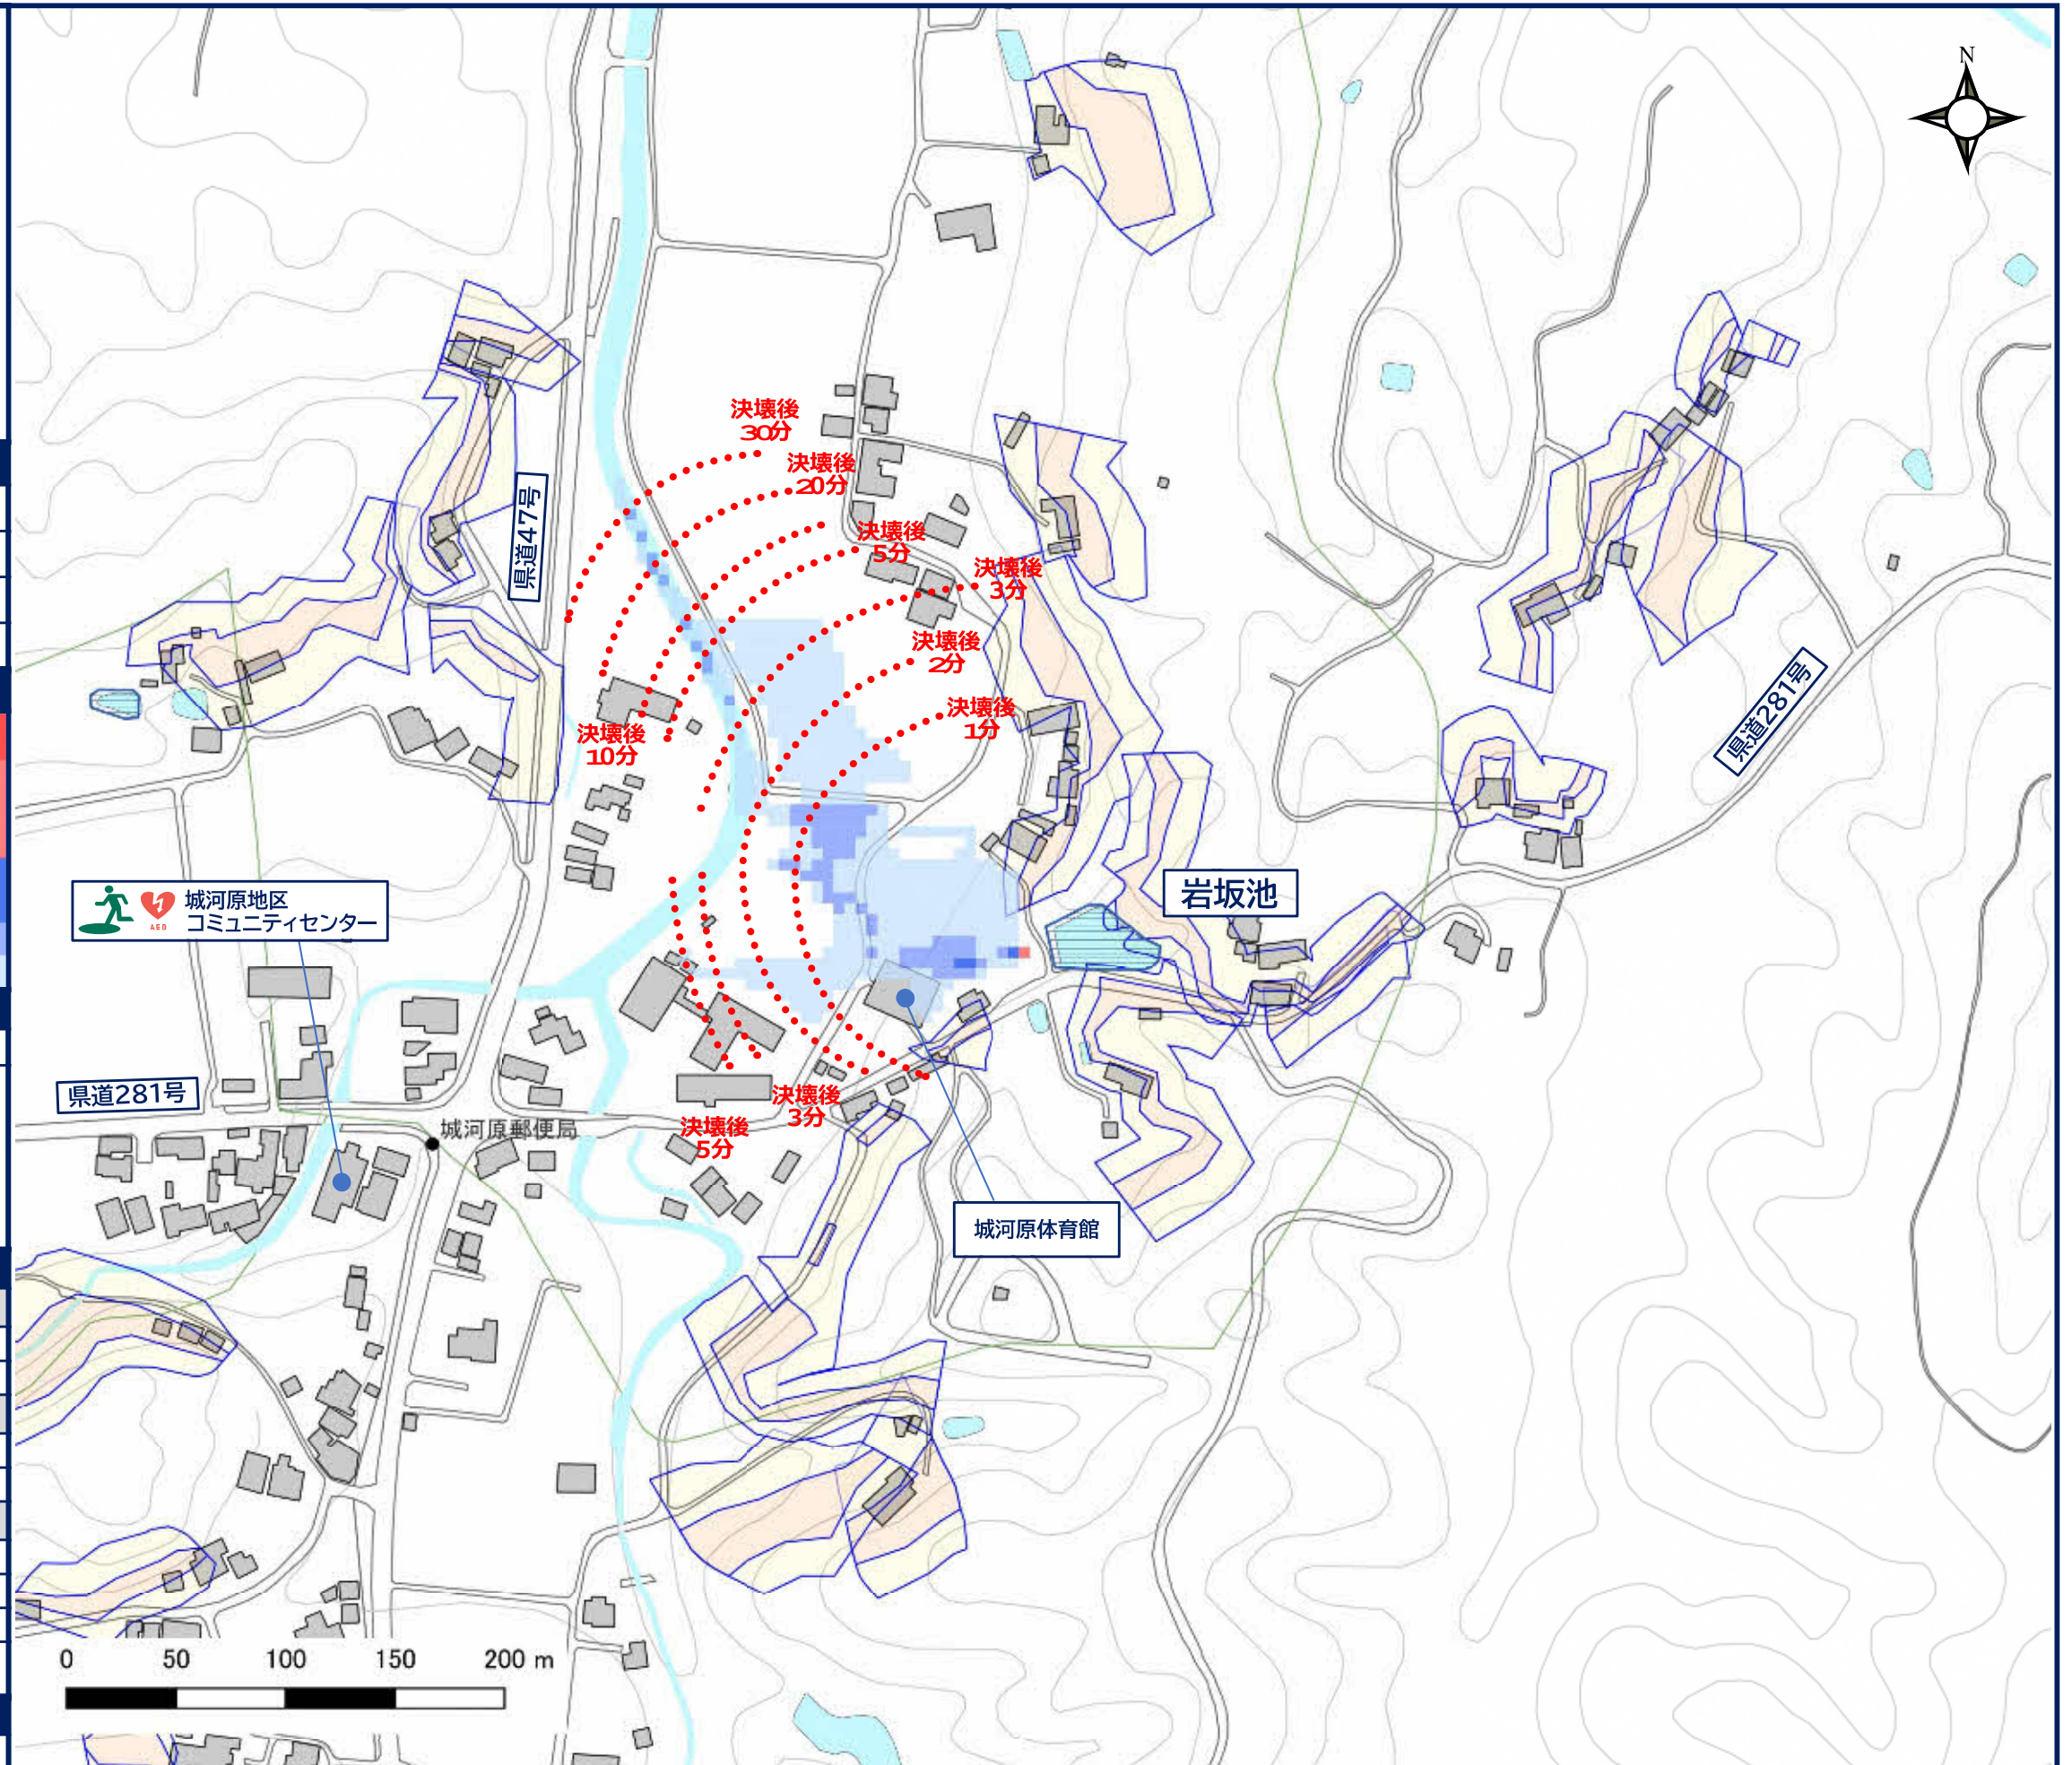 N
決壊後
30分
決壊後
20分
県道47号
決壊後
5分
決壊後
3分
決壊後
2分
県道281号
決壊後
1分
決壊後
10分
岩坂池
城河原地区
コミュニティセンター
AED
県道281号
決壊後
3分
城河原郵便局
決壊後
5分
城河原体育館
0 50 100 150 200 m